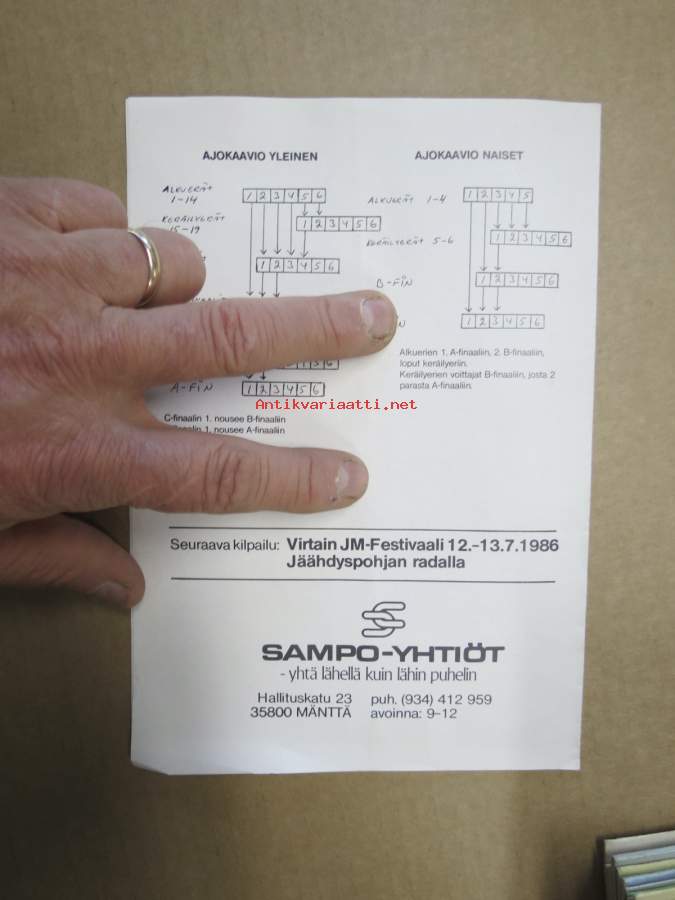 AJOKAAVIO YLEINEN
ALKUERÄT
1-14
1 2 3 4 5 6
KERÄILYERÄT
15-19
1 2 3 4 5 6
1 2 3 4 5 6
A-FiN
1 2 3 4 5 6
C-finaalin 1. nousee B-finaaliin
1. nousee A-finaaliin
AJOKAAVIO NAISET
ALKUERÄT 1-4
1 2 3 4 5
KERÄILYERÄT 5-6
1 2 3 4 5 6
B-FiN
1 2 3 4 5 6
1 2 3 4 5 6
Alkuerien 1. A-finaaliin, 2. B-finaaliin,
loput keräilyeriin.
Keräilyerien voittajat B-finaaliin, josta 2
parasta A-finaaliin.
Antikvariaatti.net
Seuraava kilpailu: Virtain JM-Festivaali 12.-13.7.1986
Jäähdyspohjan radalla
SAMPO-YHTIÖT
- yhtä lähellä kuin lähin puhelin
Hallituskatu 23 puh. (934) 412 959
35800 MÄNTTÄ avoinna: 9-12